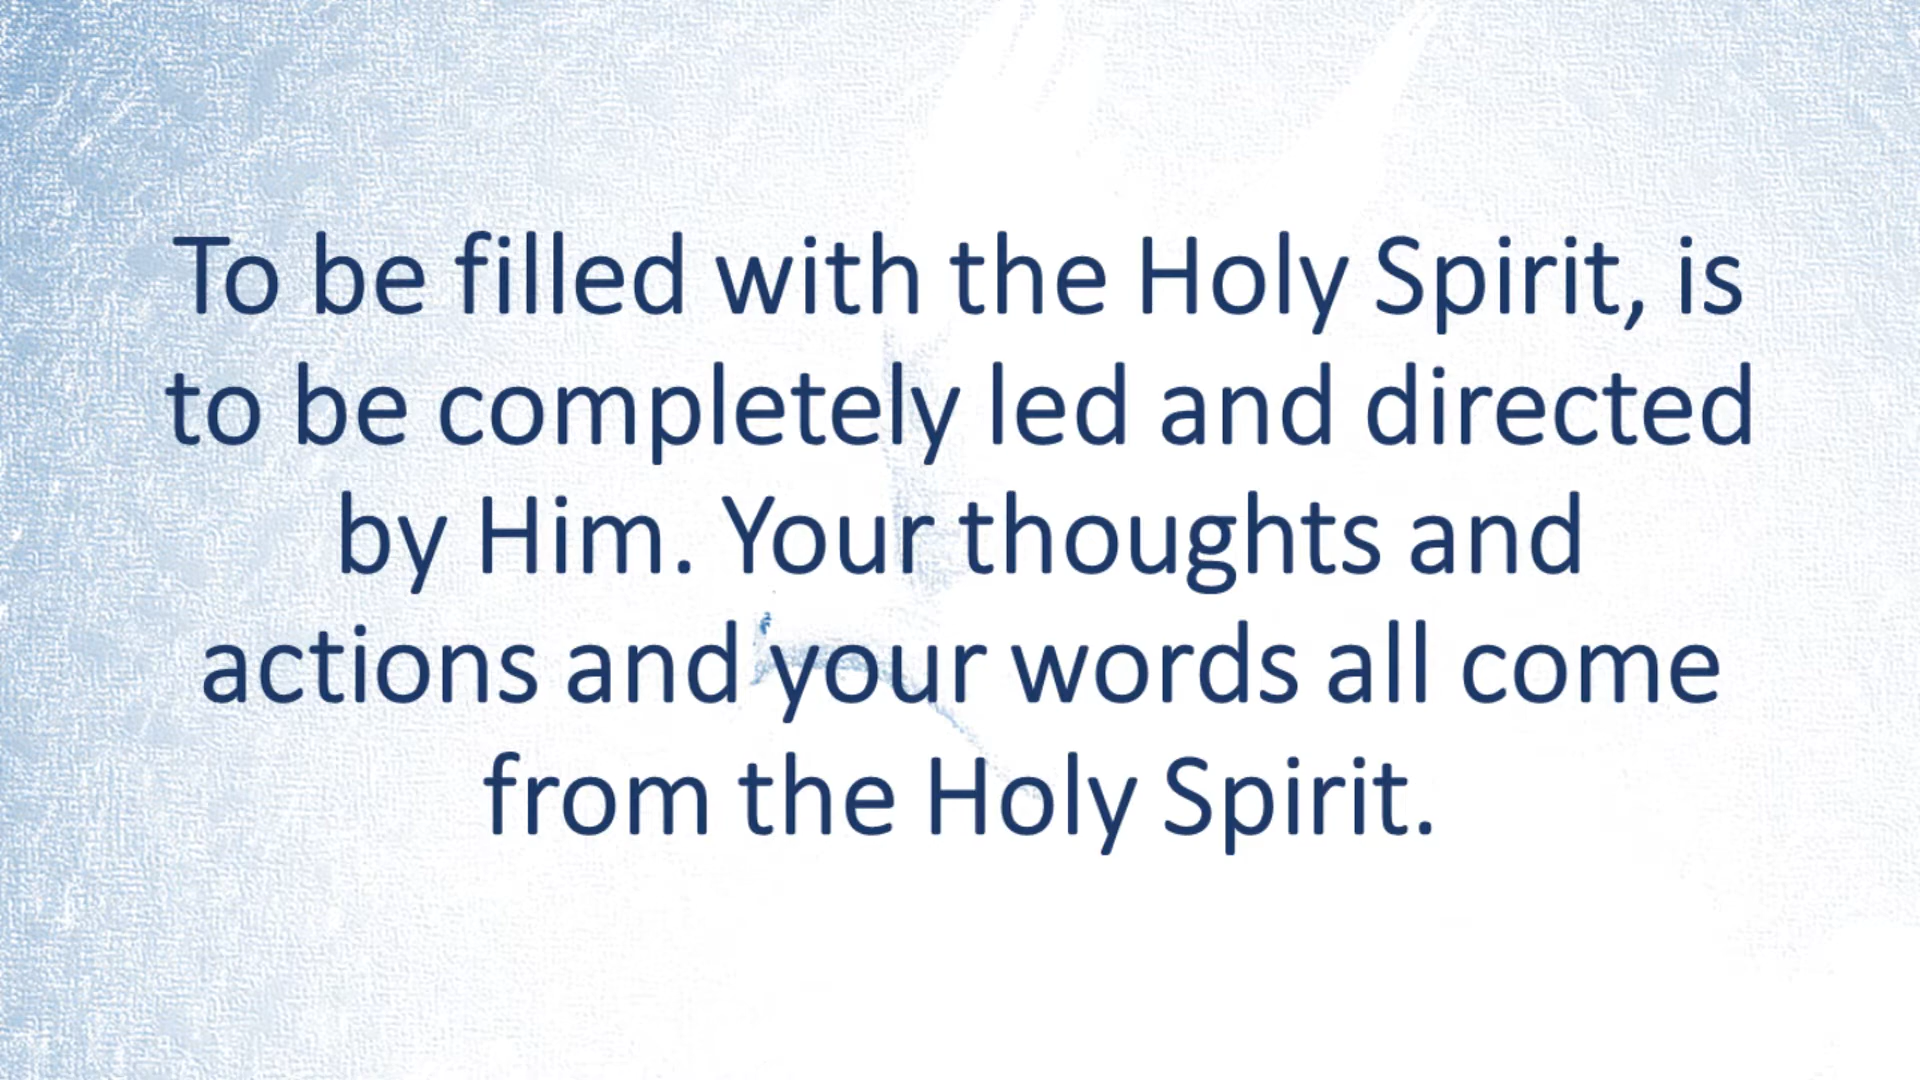 To be filled with the Holy Spirit, is
to be completely led and directed
by Him. Your thoughts and
actions and your words all come
from the Holy Spirit.